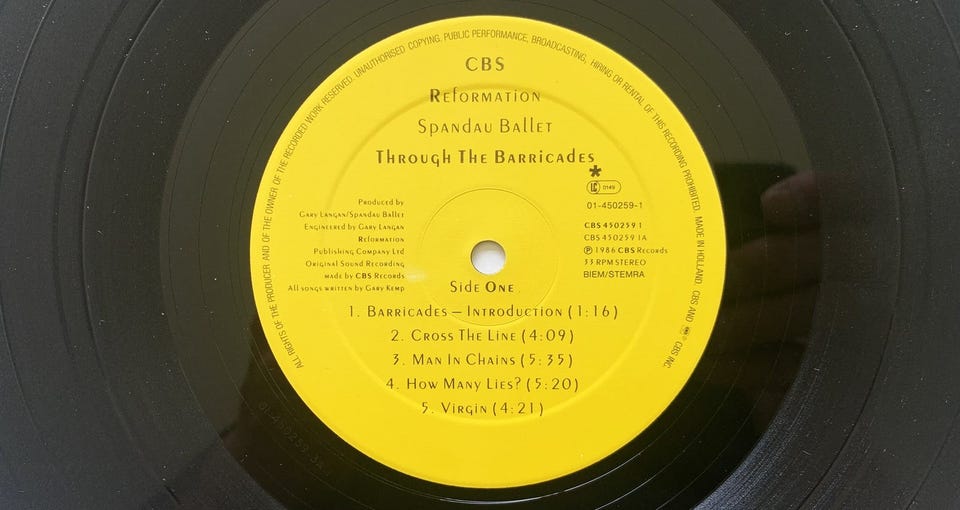 ALL RIGHTS OF THE PRODUCER AND OF THE OWNER OF THE RECORDED WORK RESERVED. UNAUTHORISED COPYING, PUBLIC PERFORMANCE, BROADCASTING, HIRING OR RENTAL OF THIS RECORDING PROHIBITED. MADE IN HOLLAND. CBS AND CBS INC.
CBS
REFORMATION
SPANDAU BALLET
THROUGH THE BARRICADES
*
LC 0149
01-450259-1
CBS 450259 1
CBS 450259 1A
℗ 1986 CBS RECORDS
33 RPM STEREO
BIEM/STEMRA
PRODUCED BY
GARY LANGAN/SPANDAU BALLET
ENGINEERED BY GARY LANGAN
REFORMATION
PUBLISHING COMPANY LTD
ORIGINAL SOUND RECORDING
MADE BY CBS RECORDS
ALL SONGS WRITTEN BY GARY KEMP
SIDE ONE
1. BARRICADES – INTRODUCTION (1:16)
2. CROSS THE LINE (4:09)
3. MAN IN CHAINS (5:35)
4. HOW MANY LIES? (5:20)
5. VIRGIN (4:21)